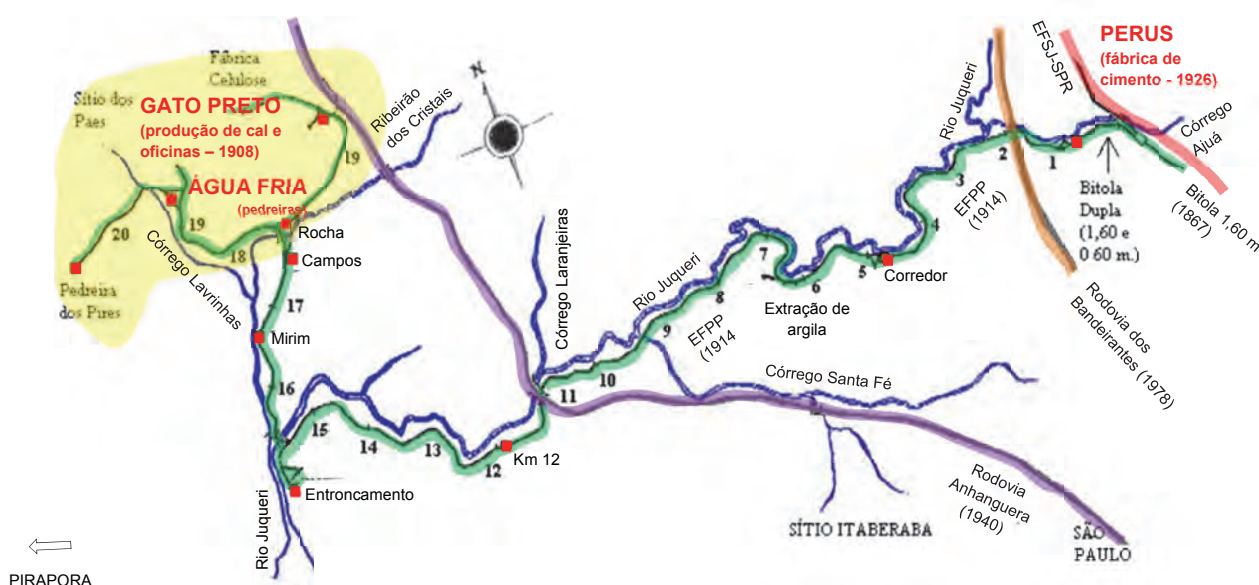 Fábrica
Celulose
Sítio dos
Paes
GATO PRETO
(produção de cal e
oficinas – 1908)
19
ÁGUA FRIA
(pedreiras)
19
20
18
Rocha
Campos
Pedreira
dos Pires
Córrego Lavrinhas
17
Mirim
16
15
14
13
12
Km 12
Entroncamento
Rio Juqueri
PIRAPORA
Ribeirão
dos Cristais
N
Córrego Laranjeiras
11
10
9
8
7
6
5
Rio Juqueri
EFPP
(1914
Extração de
argila
Corredor
4
3
2
1
EFPP
(1914)
Rio Juqueri
EFSJ-SPR
PERUS
(fábrica de
cimento - 1926)
Córrego
Ajuá
Bitola 1,60 m
(1867)
Bitola
Dupla
(1,60 e
0 60 m.)
Rodovia dos
Bandeirantes (1978)
Córrego Santa Fé
SÍTIO ITABERABA
Rodovia
Anhanguera
(1940)
SÃO
PAULO